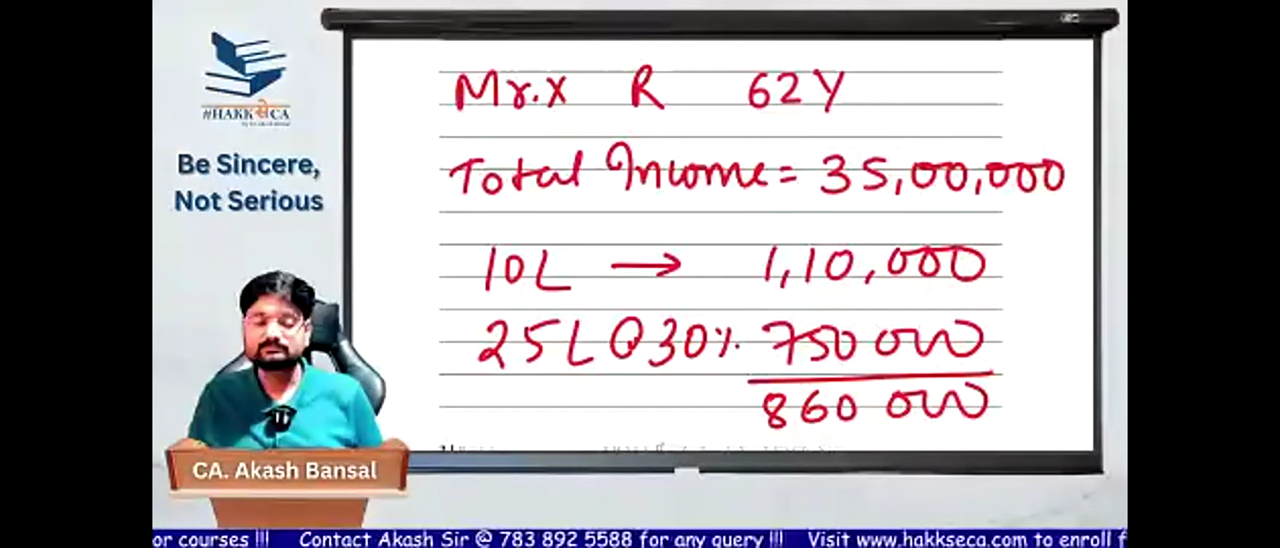 #HAKKसेCA
Be Sincere,
Not Serious
Mr.X R 62Y
Total Income = 35,00,000
10L → 1,10,000
25L @30%. 750 000
860 000
CA. Akash Bansal
or courses !!! Contact Akash Sir @ 783 892 5588 for any query !!! Visit www.hakkseca.com to enroll f